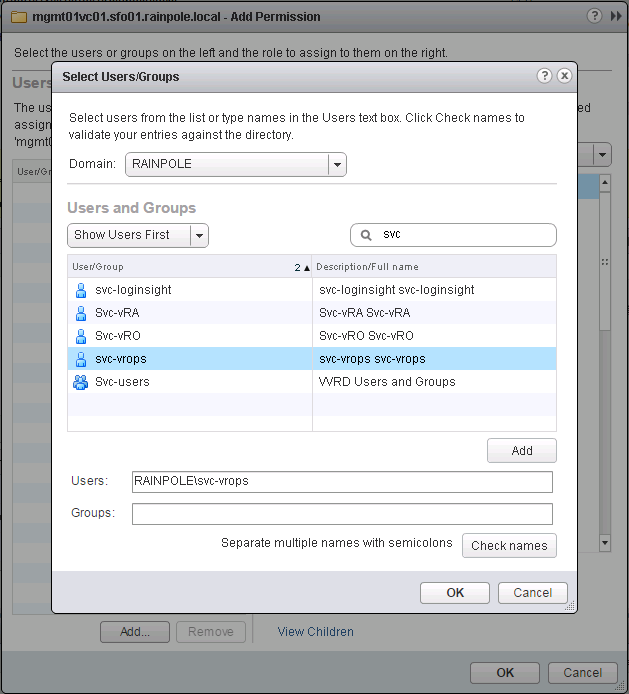 mgmt01vc01.sfo01.rainpole.local - Add Permission
?
Select the users or groups on the left and the role to assign to them on the right.
Users
The us
ed
assign
'mgmt0
User/Gr
Select Users/Groups
?
Select users from the list or type names in the Users text box. Click Check names to
validate your entries against the directory.
Domain: RAINPOLE
Users and Groups
Show Users First svc
User/Group 2 Description/Full name
svc-loginsight svc-loginsight svc-loginsight
Svc-vRA Svc-vRA Svc-vRA
Svc-vRO Svc-vRO Svc-vRO
svc-vrops svc-vrops svc-vrops
Svc-users VVRD Users and Groups
Add
Users: RAINPOLE\svc-vrops
Groups:
Separate multiple names with semicolons Check names
OK Cancel
Add... Remove View Children
OK Cancel